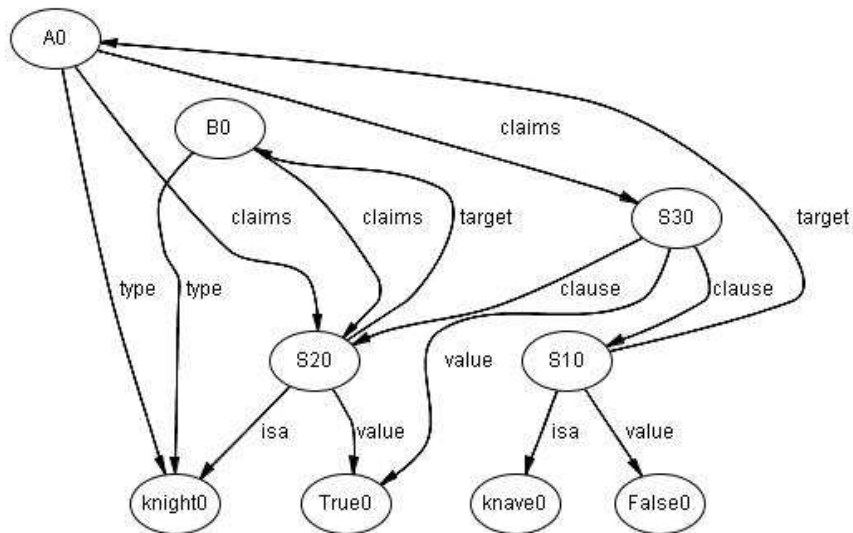 A0
B0
claims
S30
claims
claims
target
target
type
type
clause
clause
S20
value
S10
isa
value
isa
value
knight0
True0
knave0
False0